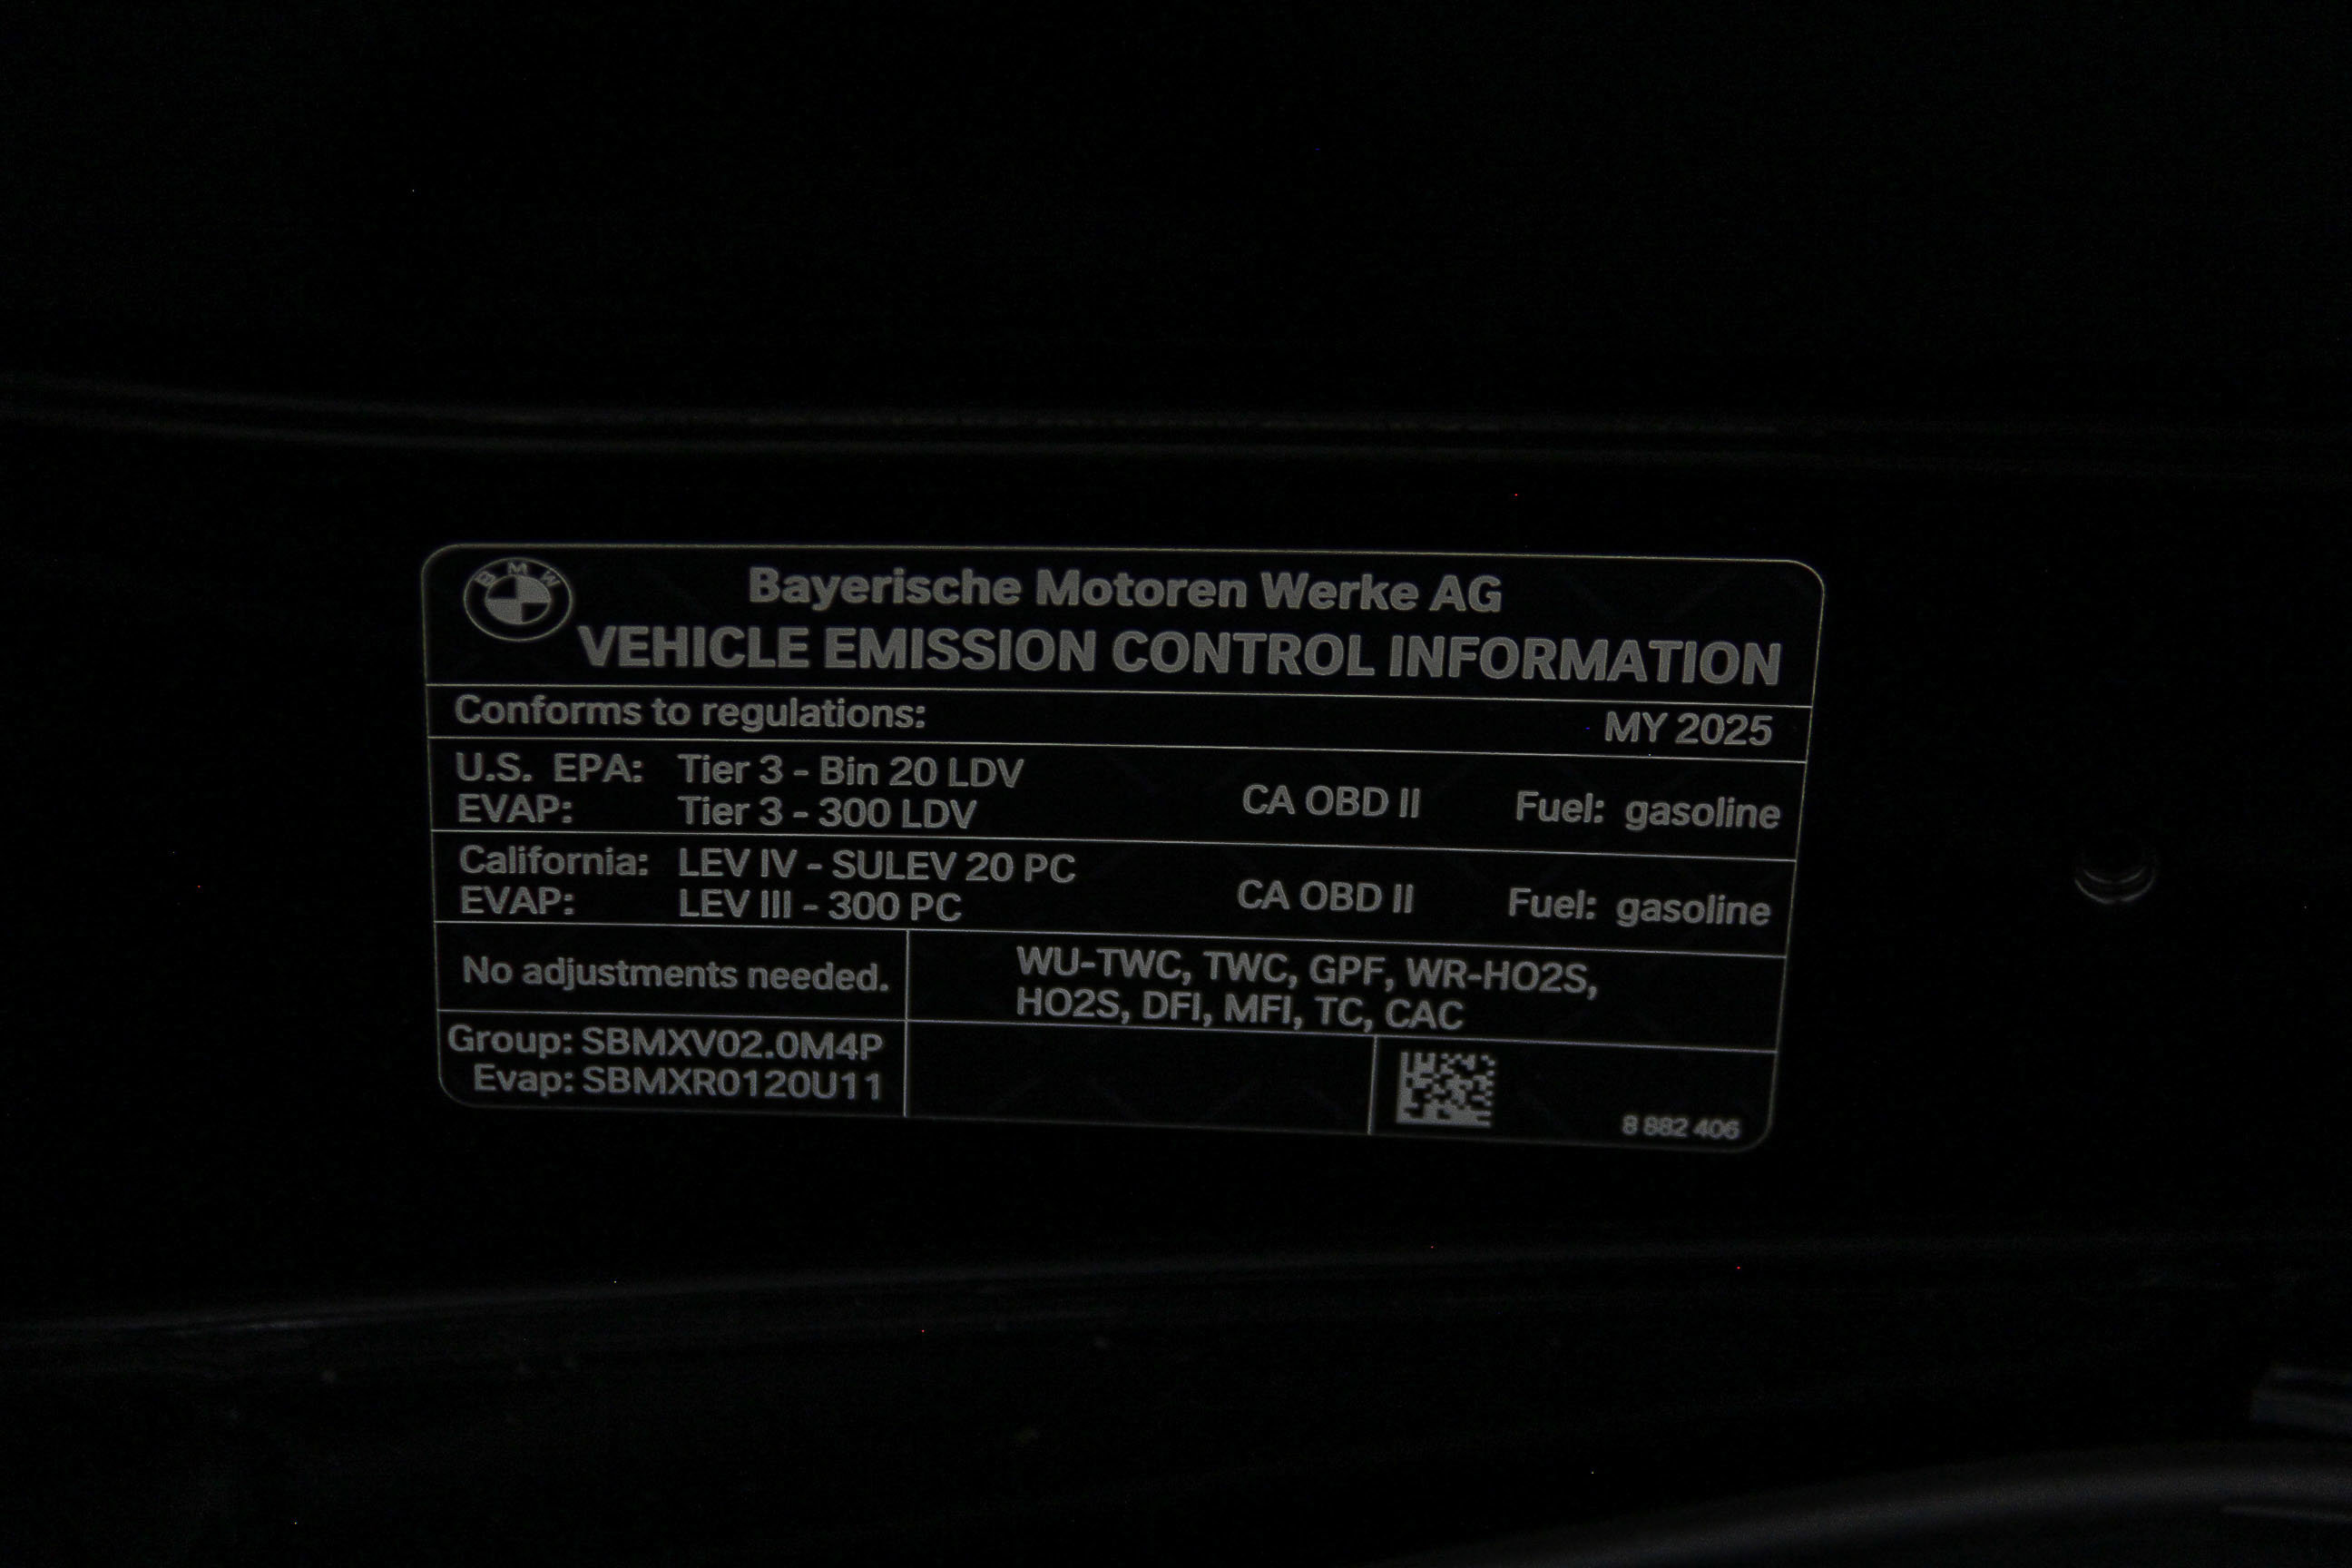 BMW
Bayerische Motoren Werke AG
VEHICLE EMISSION CONTROL INFORMATION
Conforms to regulations: MY 2025
U.S. EPA: Tier 3 - Bin 20 LDV
EVAP: Tier 3 - 300 LDV
CA OBD II Fuel: gasoline
California: LEV IV - SULEV 20 PC
EVAP: LEV III - 300 PC
CA OBD II Fuel: gasoline
No adjustments needed.
WU-TWC, TWC, GPF, WR-HO2S,
HO2S, DFI, MFI, TC, CAC
Group: SBMXV02.0M4P
Evap: SBMXR0120U11
8 882 406